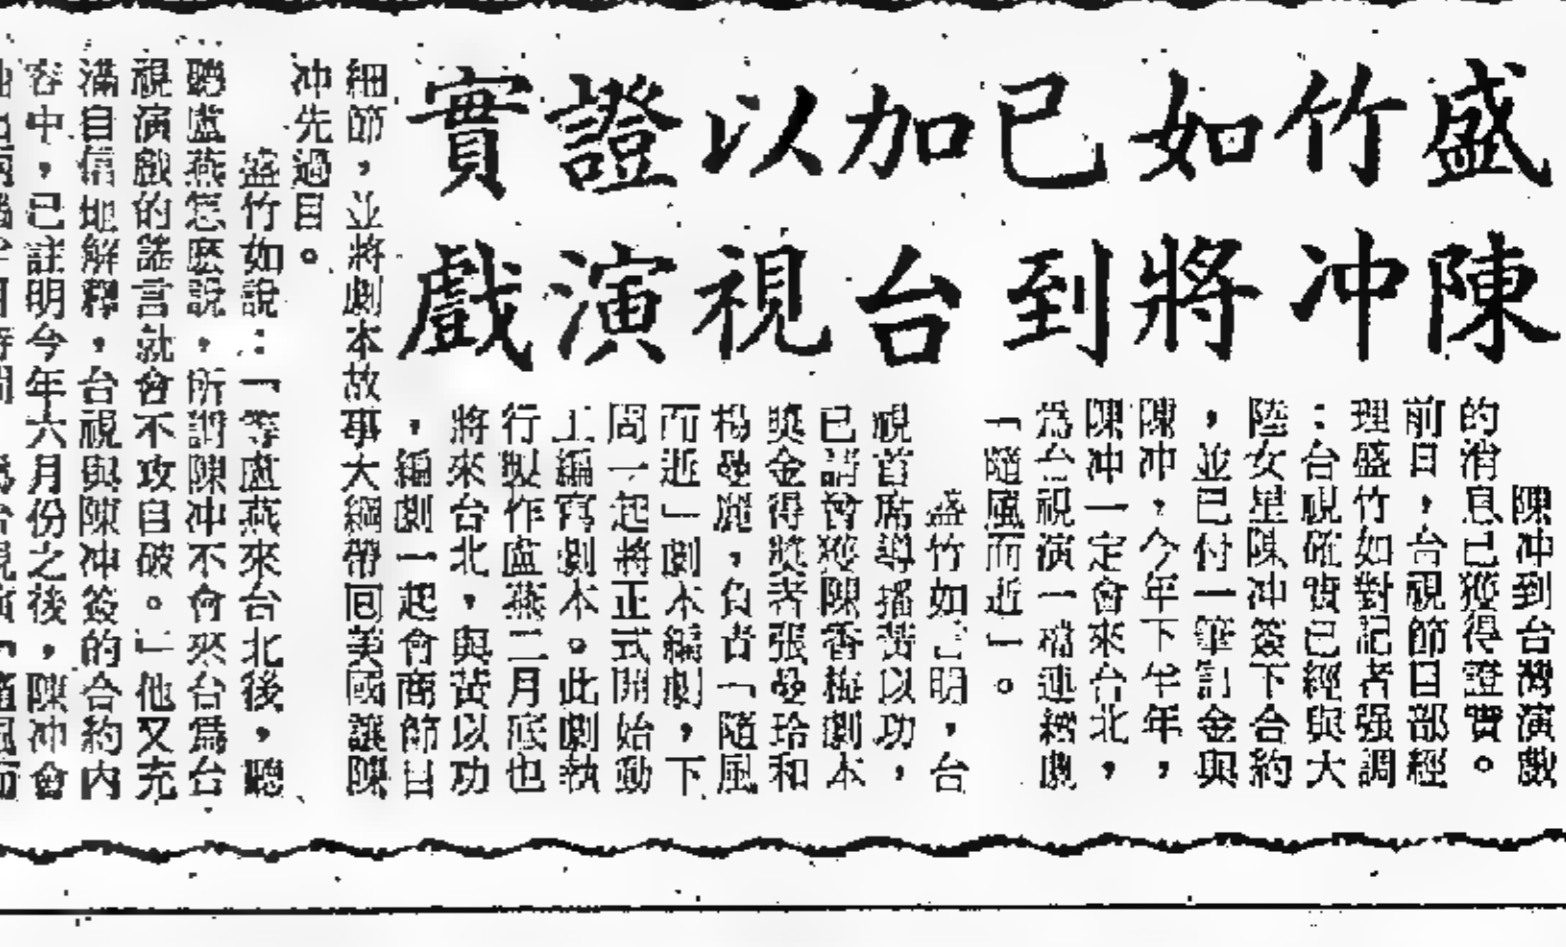 盛竹如已加以證實
陳冲將到台視演戲
陳冲到台灣演戲
的消息已獲得證實。
前日，台視節目部經
理盛竹如對記者强調
：台視確實已經與大
陸女星陳冲簽下合約
，並已付一筆訂金與
陳冲，今年下半年，
陳冲一定會來台北，
爲台視演一檔連續劇
「隨風而逝」。
盛竹如言明，台
視首席導播黃以功，
已請曾獲陳香梅劇本
奬金得奬者張曼玲和
楊曼麗，負責「隨風
而逝」劇本編劇，下
周一起將正式開始動
工編寫劇本。此劇執
行製作盧燕二月底也
將來台北，與黃以功
，編劇一起會商節目
細節，並將劇本故事大綱帶回美國讓陳
冲先過目。
盛竹如說：「等盧燕來台北後，聽
聽盧燕怎麽說，所謂陳冲不會來台爲台
視演戲的謠言就會不攻自破。」他又充
滿自信地解釋，台視與陳冲簽的合約內
容中，已註明今年六月份之後，陳冲會